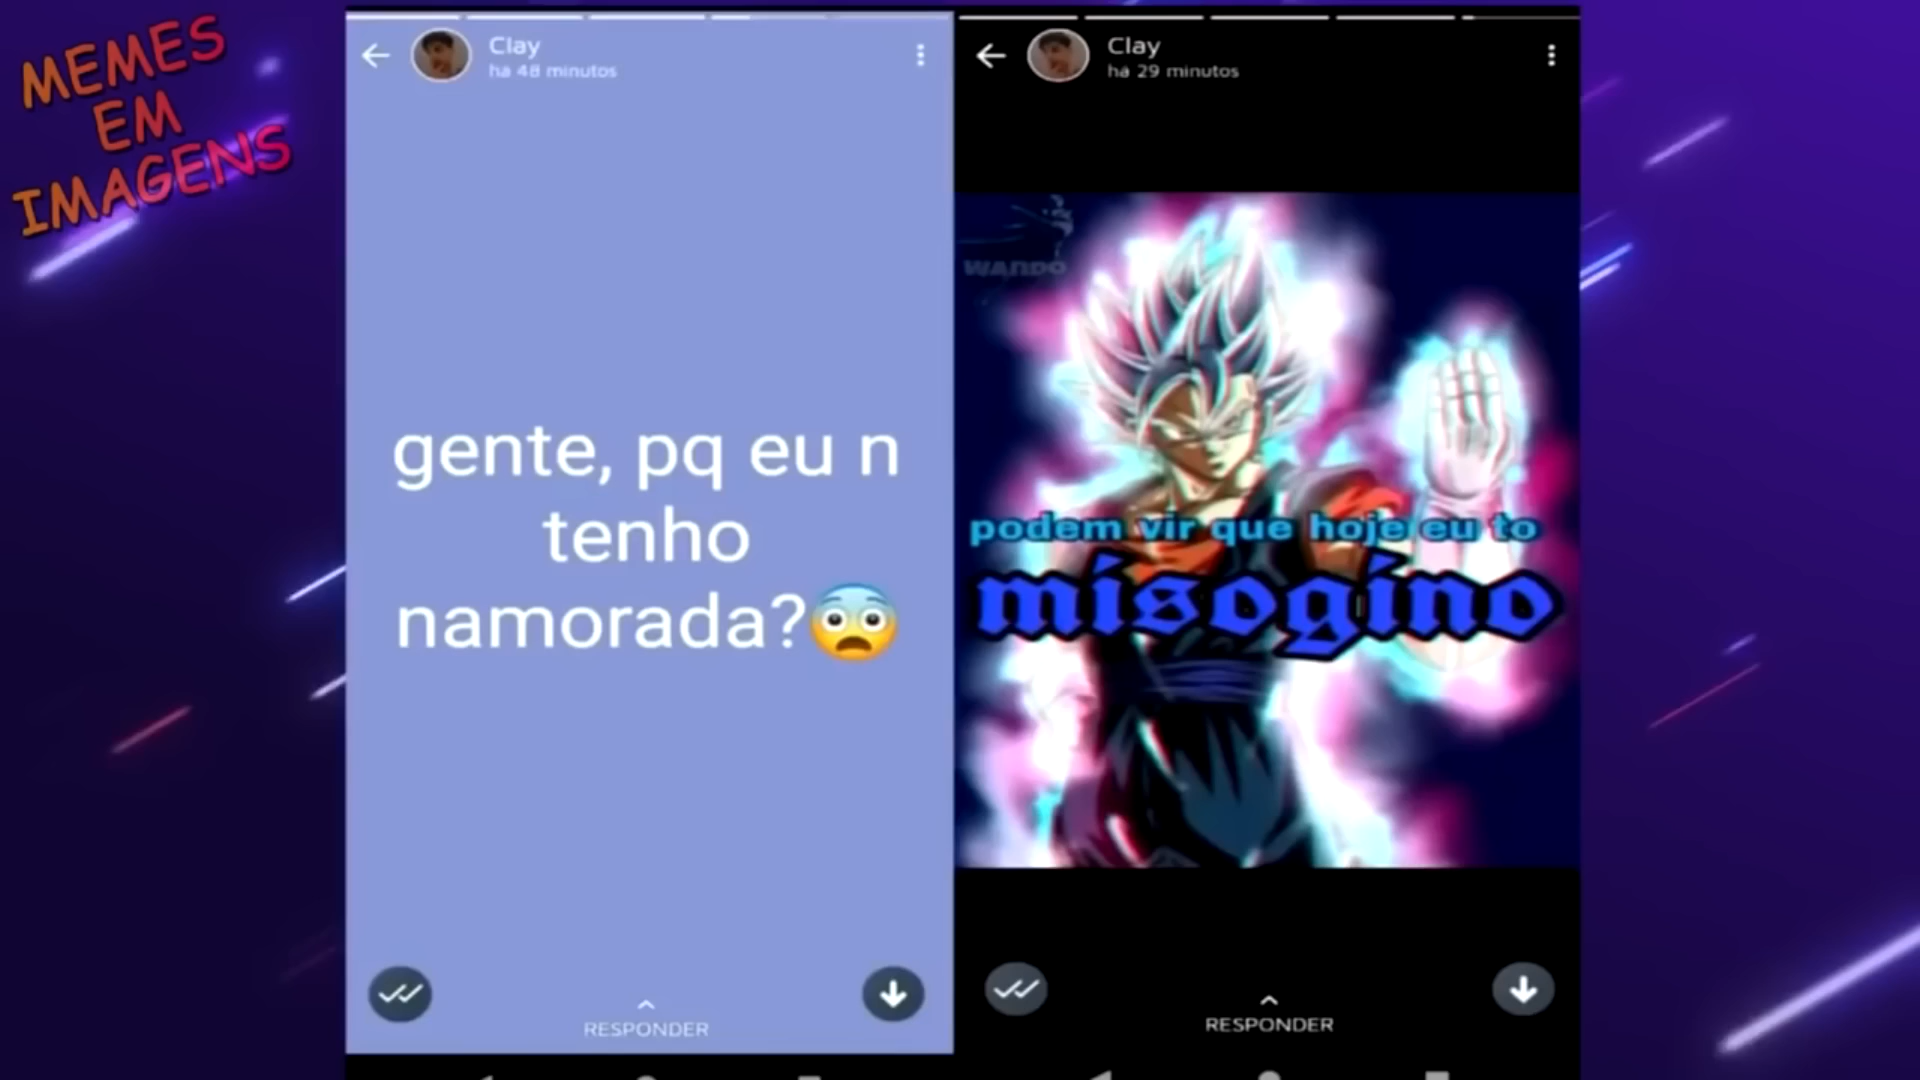 MEMES
EM
IMAGENS
Clay
há 48 minutos
gente, pq eu n
tenho
namorada?😨
RESPONDER
Clay
há 29 minutos
WANDO
podem vir que hoje eu to
misogino
RESPONDER